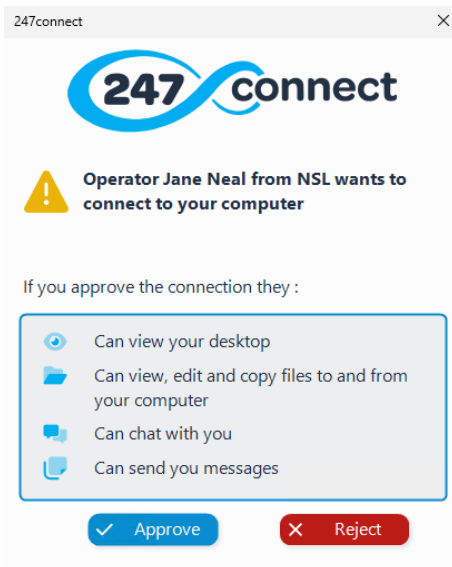 247connect
247connect
Operator Jane Neal from NSL wants to
connect to your computer
If you approve the connection they :
Can view your desktop
Can view, edit and copy files to and from
your computer
Can chat with you
Can send you messages
Approve
Reject